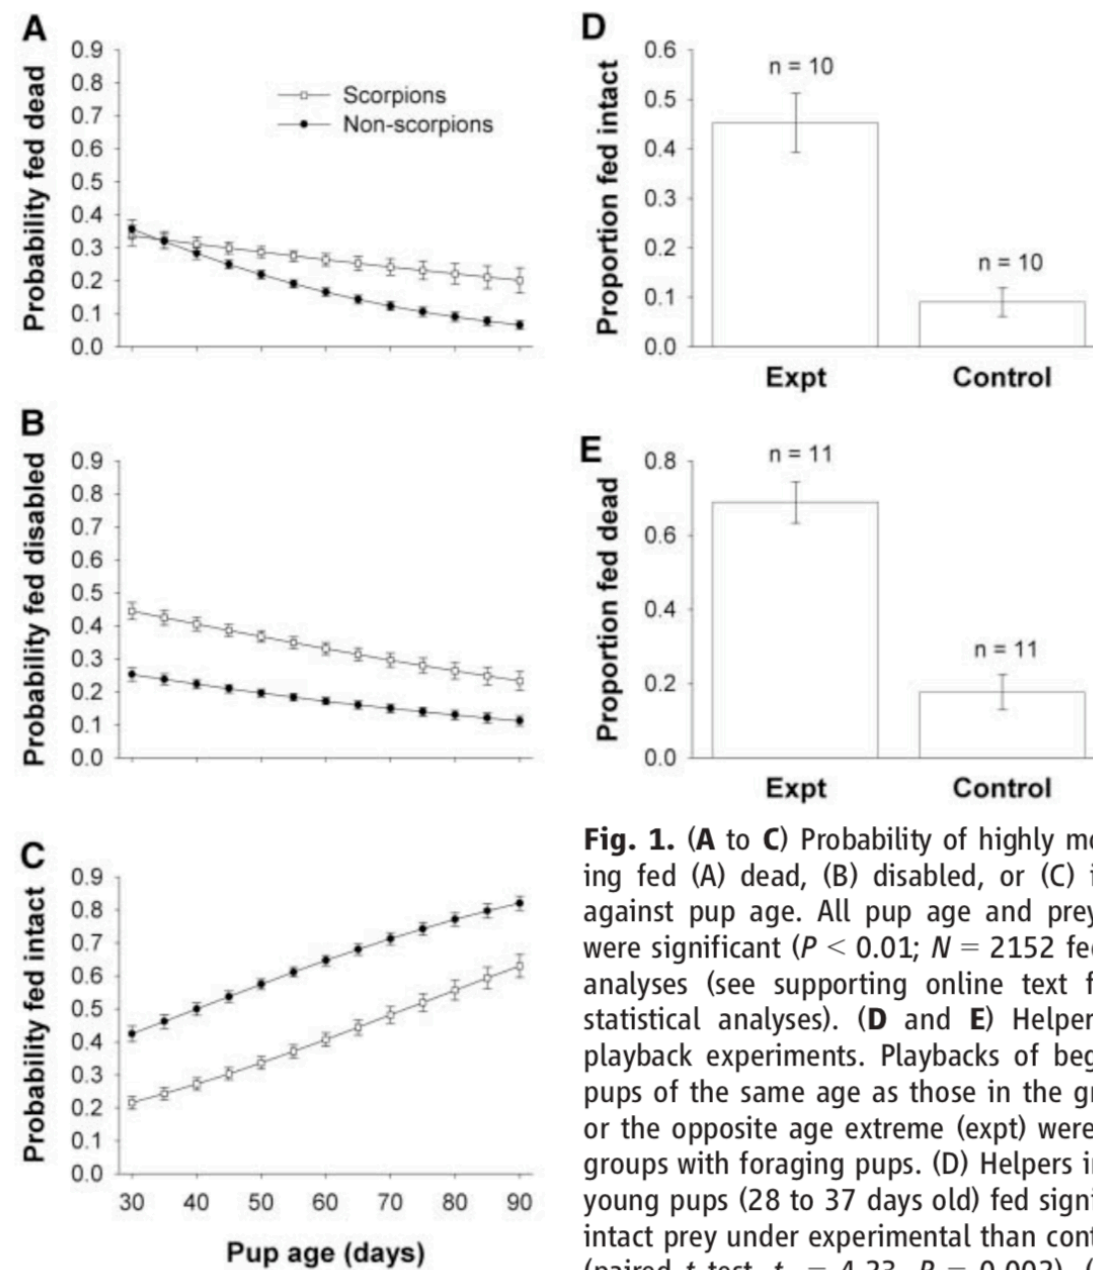 A
Probability fed dead
0.9
0.8
0.7
0.6
0.5
0.4
0.3
0.2
0.1
0.0
Scorpions
Non-scorpions
B
Probability fed disabled
0.9
0.8
0.7
0.6
0.5
0.4
0.3
0.2
0.1
0.0
C
Probability fed intact
0.9
0.8
0.7
0.6
0.5
0.4
0.3
0.2
0.1
0.0
30 40 50 60 70 80 90
Pup age (days)
D
Proportion fed intact
0.6
0.5
0.4
0.3
0.2
0.1
0.0
n = 10
n = 10
Expt Control
E
Proportion fed dead
0.8
0.6
0.4
0.2
0.0
n = 11
n = 11
Expt Control
Fig. 1. (A to C) Probability of highly
ing fed (A) dead, (B) disabled, or (C)
against pup age. All pup age and prey
were significant (P < 0.01; N = 2152
analyses (see supporting online text
statistical analyses). (D and E) Helper
playback experiments. Playbacks of
pups of the same age as those in the
or the opposite age extreme (expt) were
groups with foraging pups. (D) Helpers
young pups (28 to 37 days old) fed
intact prey under experimental than
(paired t test, = 4.23, P = 0.002).